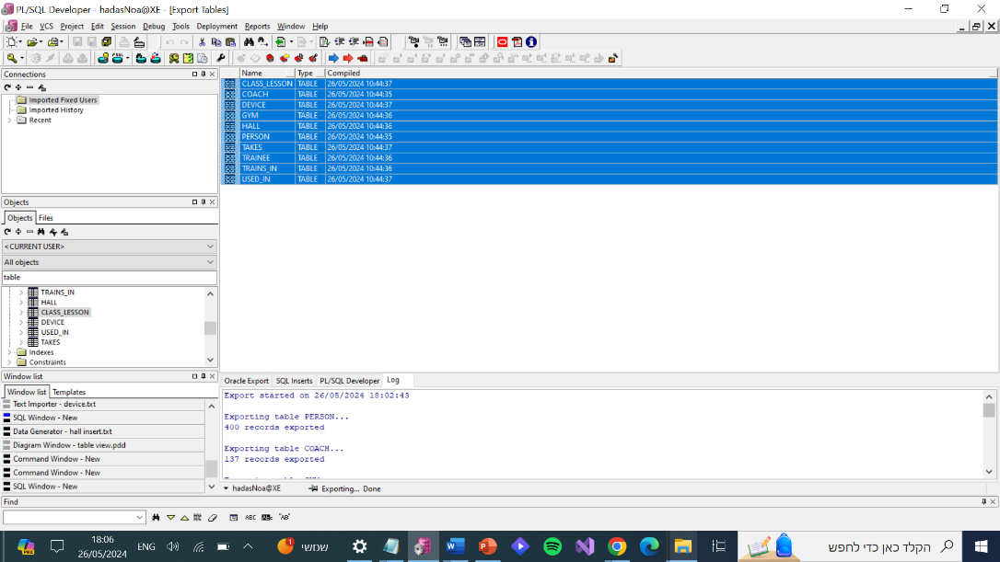 PL/SQL Developer - hadasNoa@XE - [Export Tables]
File VCS Project Edit Session Debug Tools Deployment Reports Window Help
Connections
Imported Fixed Users
Imported History
Recent
Objects
Objects Files
<CURRENT USER>
All objects
table
TRAINS_IN
HALL
CLASS_LESSON
DEVICE
USED_IN
TAKES
Indexes
Constraints
Window list
Window list Templates
Text Importer - device.txt
SQL Window - New
Data Generator - hall insert.txt
Diagram Window - table view.pdd
Command Window - New
Command Window - New
SQL Window - New
Name Type Compiled
CLASS_LESSON TABLE 26/05/2024 10:44:37
COACH TABLE 26/05/2024 10:44:35
DEVICE TABLE 26/05/2024 10:44:37
GYM TABLE 26/05/2024 10:44:36
HALL TABLE 26/05/2024 10:44:36
PERSON TABLE 26/05/2024 10:44:35
TAKES TABLE 26/05/2024 10:44:37
TRAINEE TABLE 26/05/2024 10:44:36
TRAINS_IN TABLE 26/05/2024 10:44:36
USED_IN TABLE 26/05/2024 10:44:37
Oracle Export SQL Inserts PL/SQL Developer Log
Export started on 26/05/2024 18:02:43
Exporting table PERSON...
400 records exported
Exporting table COACH...
137 records exported
hadasNoa@XE Exporting... Done
Find
ABC "AB"
18:06
26/05/2024
ENG
1
שמשי
הקלד כאן כדי לחפש